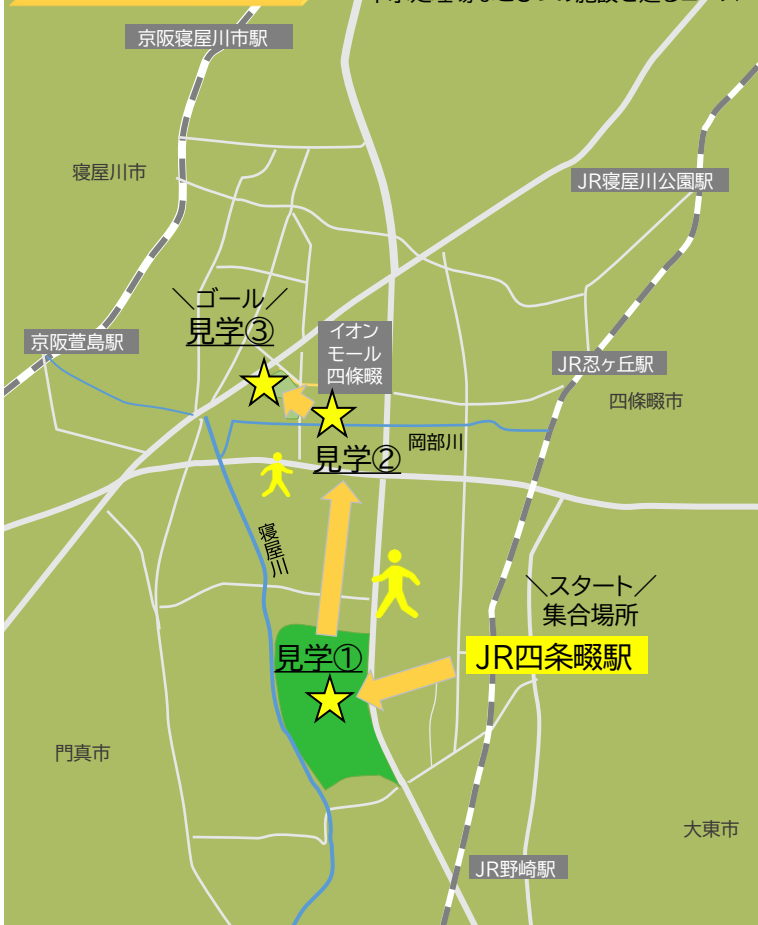 京阪寝屋川市駅
寝屋川市
JR寝屋川公園駅
＼ゴール／
見学③
イオン
モール
四條畷
京阪萱島駅
JR忍ヶ丘駅
四條畷市
岡部川
見学②
寝屋川
＼スタート／
集合場所
JR四条畷駅
見学①
門真市
大東市
JR野崎駅